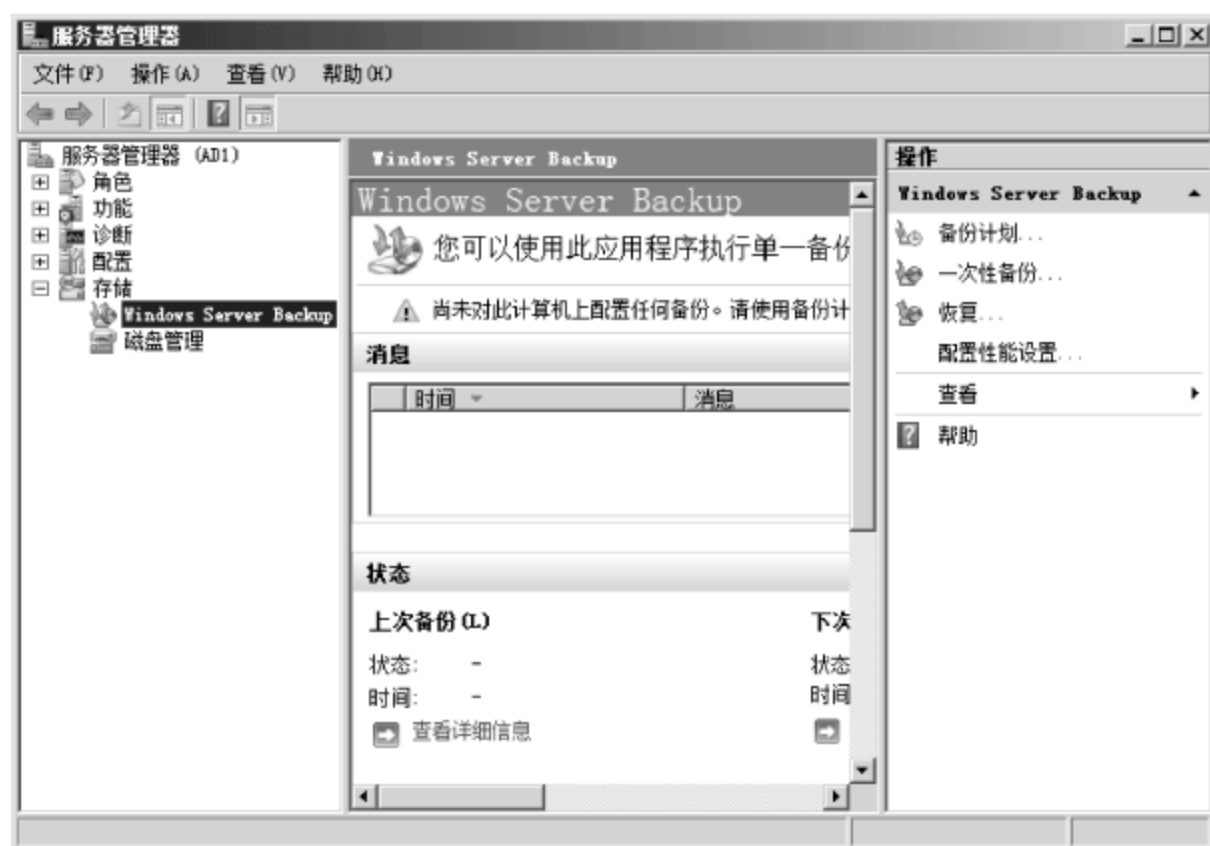 服务器管理器
文件(F) 操作(A) 查看(V) 帮助(H)
服务器管理器 (AD1)
角色
功能
诊断
配置
存储
Windows Server Backup
磁盘管理
Windows Server Backup
Windows Server Backup
您可以使用此应用程序执行单一备份
尚未对此计算机上配置任何备份。请使用备份计
消息
时间 消息
状态
上次备份(L) 下次
状态: - 状态
时间: - 时间
查看详细信息
操作
Windows Server Backup
备份计划...
一次性备份...
恢复...
配置性能设置...
查看
帮助